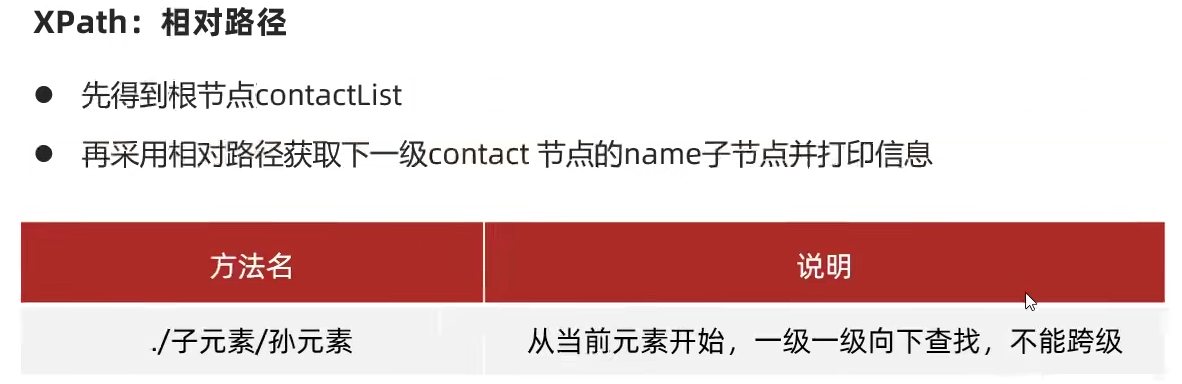 XPath：相对路径
● 先得到根节点contactList
● 再采用相对路径获取下一级contact 节点的name子节点并打印信息
方法名 说明
./子元素/孙元素 从当前元素开始，一级一级向下查找，不能跨级